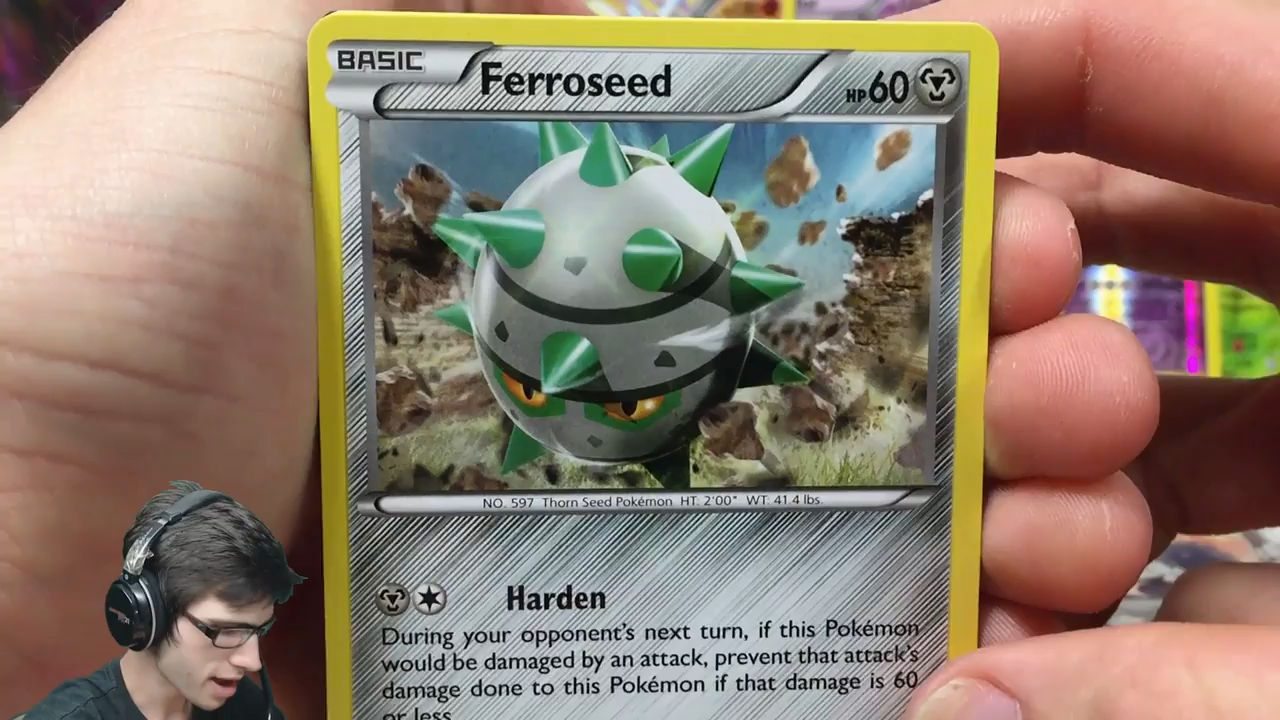 BASIC
Ferroseed
HP60
NO. 597 Thorn Seed Pokémon HT: 2'00" WT: 41.4 lbs.
Harden
During your opponent's next turn, if this Pokémon
would be damaged by an attack, prevent that attack's
damage done to this Pokémon if that damage is 60
or less.